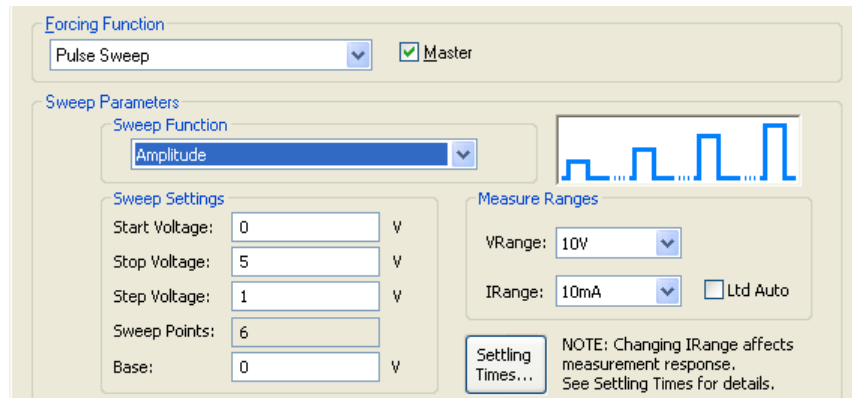 Forcing Function
Pulse Sweep
Master
Sweep Parameters
Sweep Function
Amplitude
Sweep Settings
Start Voltage: 0 V
Stop Voltage: 5 V
Step Voltage: 1 V
Sweep Points: 6
Base: 0 V
Measure Ranges
VRange: 10V
IRange: 10mA Ltd Auto
Settling
Times...
NOTE: Changing IRange affects
measurement response.
See Settling Times for details.